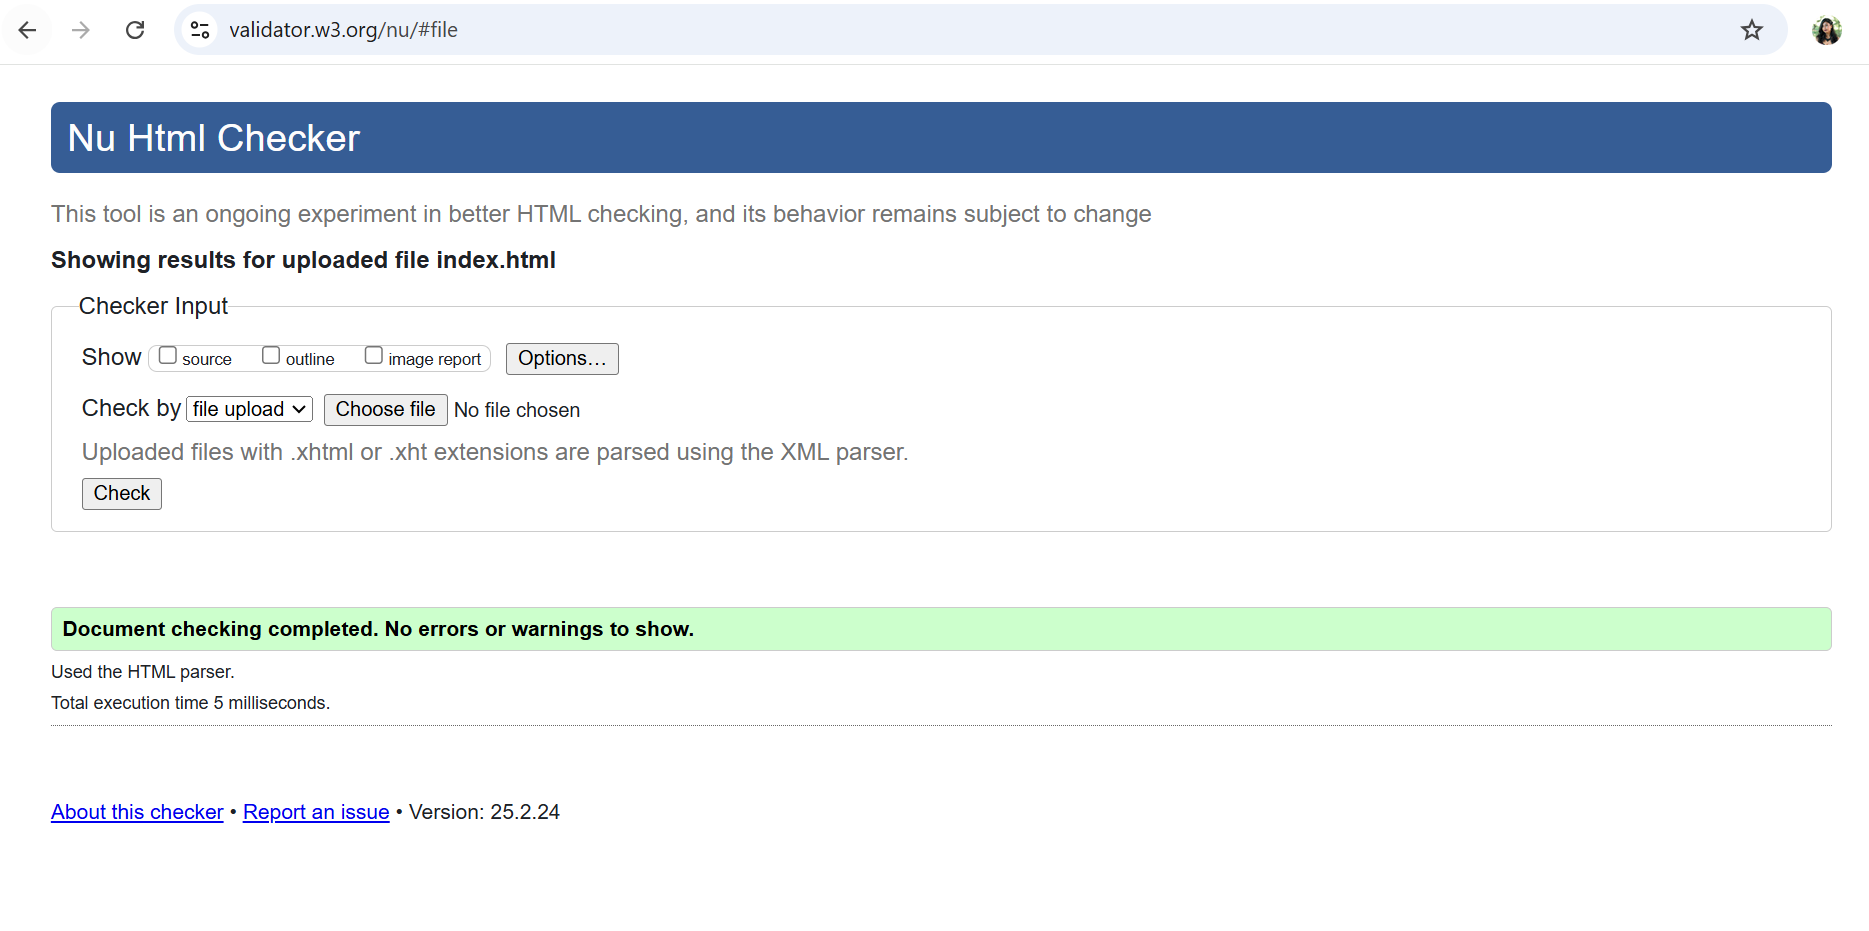 validator.w3.org/nu/#file
Nu Html Checker
This tool is an ongoing experiment in better HTML checking, and its behavior remains subject to change
Showing results for uploaded file index.html
Checker Input
Show source outline image report Options...
Check by file upload Choose file No file chosen
Uploaded files with .xhtml or .xht extensions are parsed using the XML parser.
Check
Document checking completed. No errors or warnings to show.
Used the HTML parser.
Total execution time 5 milliseconds.
About this checker • Report an issue • Version: 25.2.24